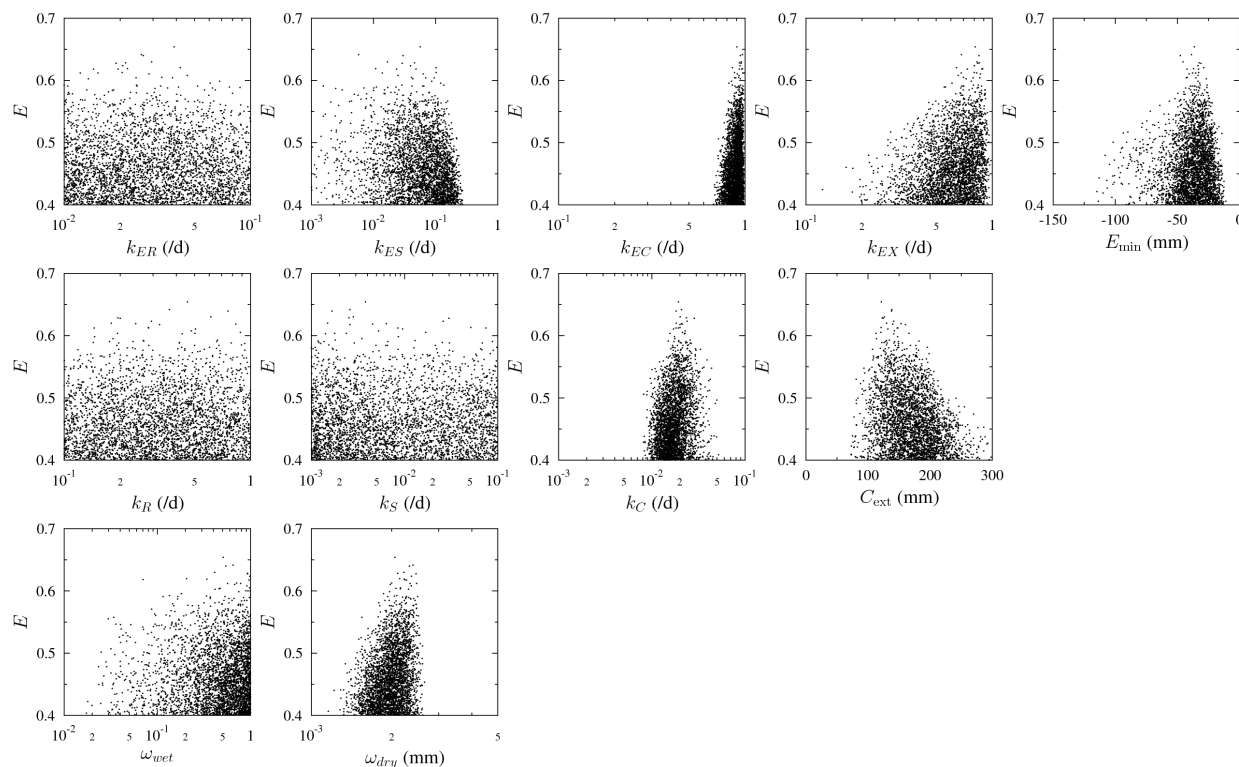 0.7 0.7 0.7 0.7 0.7
0.6 0.6 0.6 0.6 0.6
E E E E E
0.5 0.5 0.5 0.5 0.5
0.4 0.4 0.4 0.4 0.4
10⁻² 2 5 10⁻¹ 10⁻³ 10⁻² 10⁻¹ 1 10⁻¹ 2 5 1 10⁻¹ 2 5 1 -150 -100 -50 0
k_ER (/d) k_ES (/d) k_EC (/d) k_EX (/d) E_min (mm)
0.7 0.7 0.7 0.7
0.6 0.6 0.6 0.6
E E E E
0.5 0.5 0.5 0.5
0.4 0.4 0.4 0.4
10⁻¹ 2 5 1 10⁻³ 2 5 10⁻² 2 5 10⁻¹ 10⁻³ 2 5 10⁻² 2 5 10⁻¹ 0 100 200 300
k_R (/d) k_S (/d) k_C (/d) C_ext (mm)
0.7 0.7
0.6 0.6
E E
0.5 0.5
0.4 0.4
10⁻² 2 5 10⁻¹ 2 5 1 10⁻³ 2 5
ω_wet ω_dry (mm)